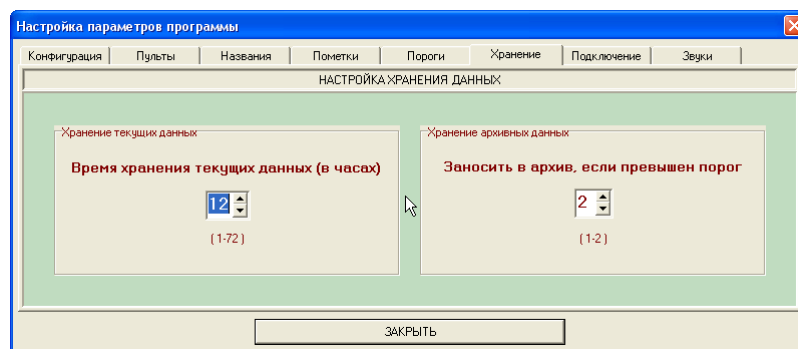 Настройка параметров программы
Конфигурация Пульты Названия Пометки Пороги Хранение Подключение Звуки
НАСТРОЙКА ХРАНЕНИЯ ДАННЫХ
Хранение текущих данных
Время хранения текущих данных (в часах)
12
(1-72)
Хранение архивных данных
Заносить в архив, если превышен порог
2
(1-2)
ЗАКРЫТЬ